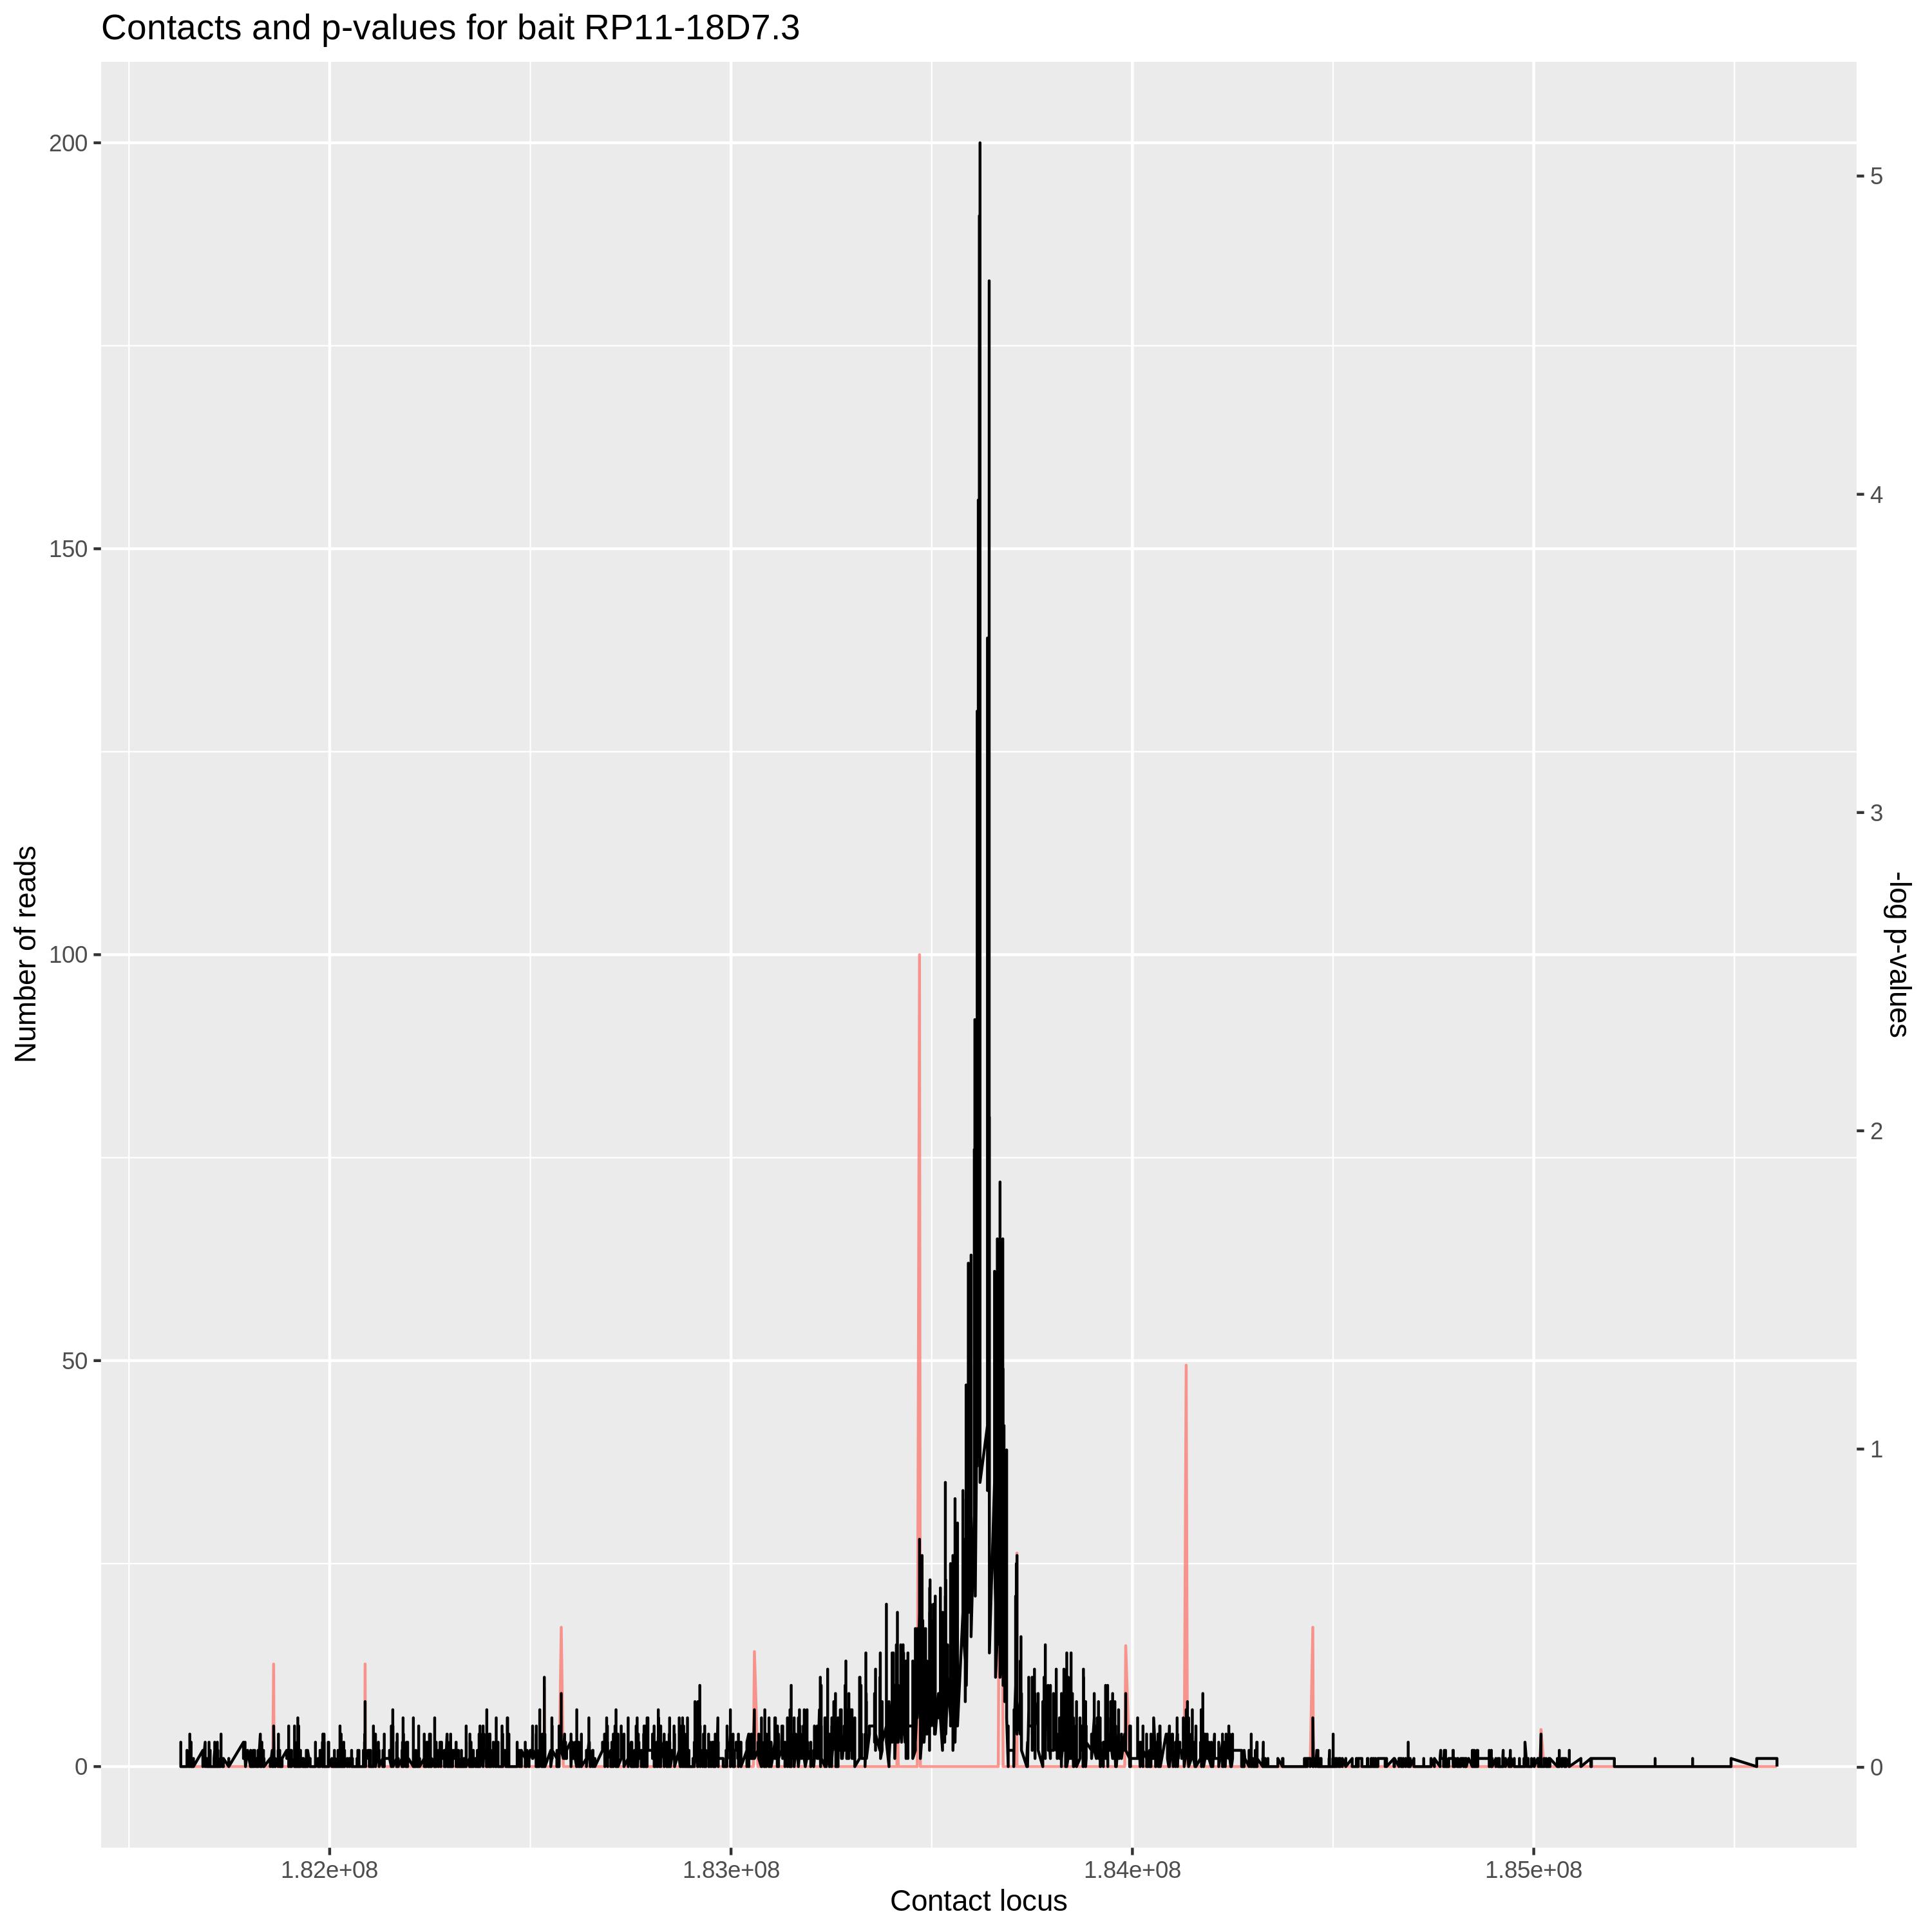 Contacts and p-values for bait RP11-18D7.3
Number of reads
200
150
100
50
0
5
4
3
2
1
0
-log p-values
1.82e+08
1.83e+08
1.84e+08
1.85e+08
Contact locus